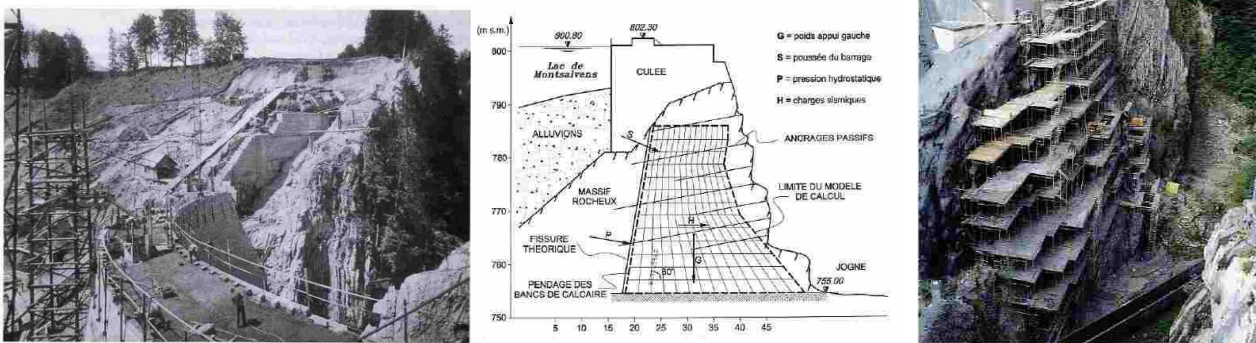 (m s.m.)
800.80
802.30
Lac de
Montsalvens
CULEE
ALLUVIONS
MASSIF
ROCHEUX
FISSURE
THEORIQUE
PENDAGE DES
BANCS DE CALCAIRE
G = poids appui gauche
S = poussée du barrage
P = pression hydrostatique
H = charges sismiques
ANCRAGES PASSIFS
LIMITE DU MODELE
DE CALCUL
JOGNE
755.00
S
P
H
G
80°
800
790
780
770
760
750
5 10 15 20 25 30 35 40 45